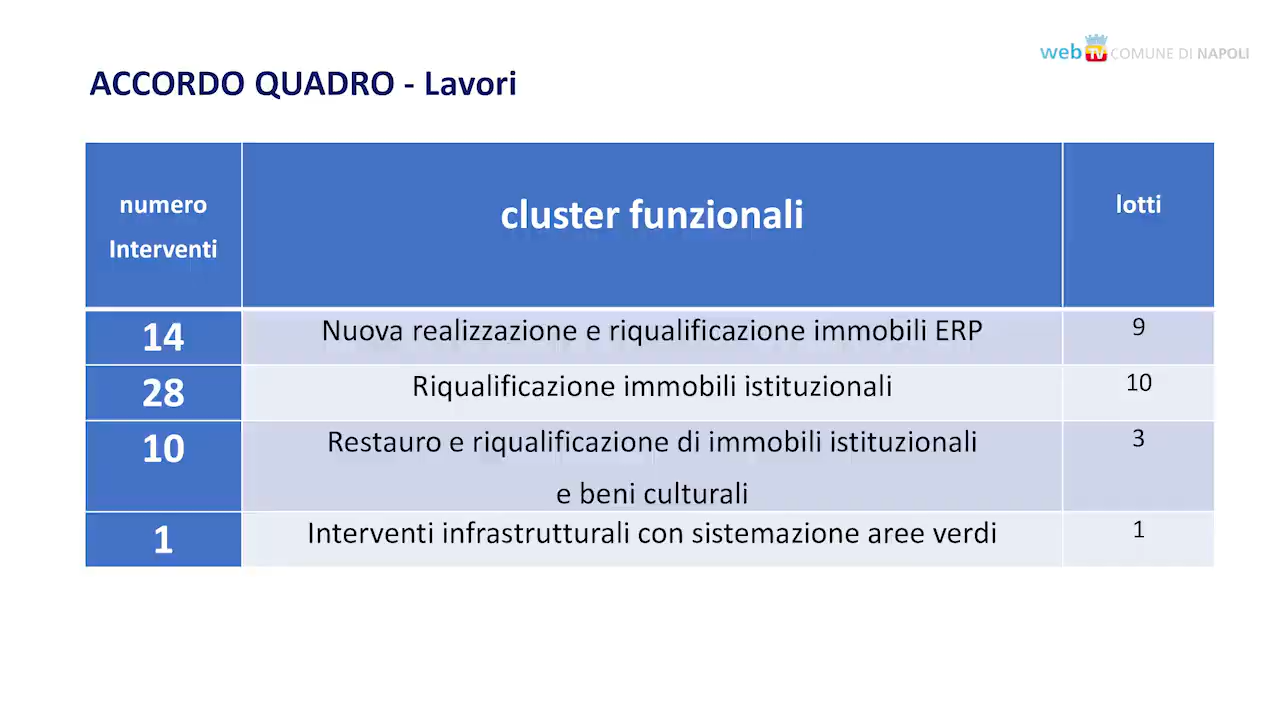 web TV COMUNE DI NAPOLI
ACCORDO QUADRO - Lavori
numero
Interventi
cluster funzionali
lotti
14
Nuova realizzazione e riqualificazione immobili ERP
9
28
Riqualificazione immobili istituzionali
10
10
Restauro e riqualificazione di immobili istituzionali
e beni culturali
3
1
Interventi infrastrutturali con sistemazione aree verdi
1